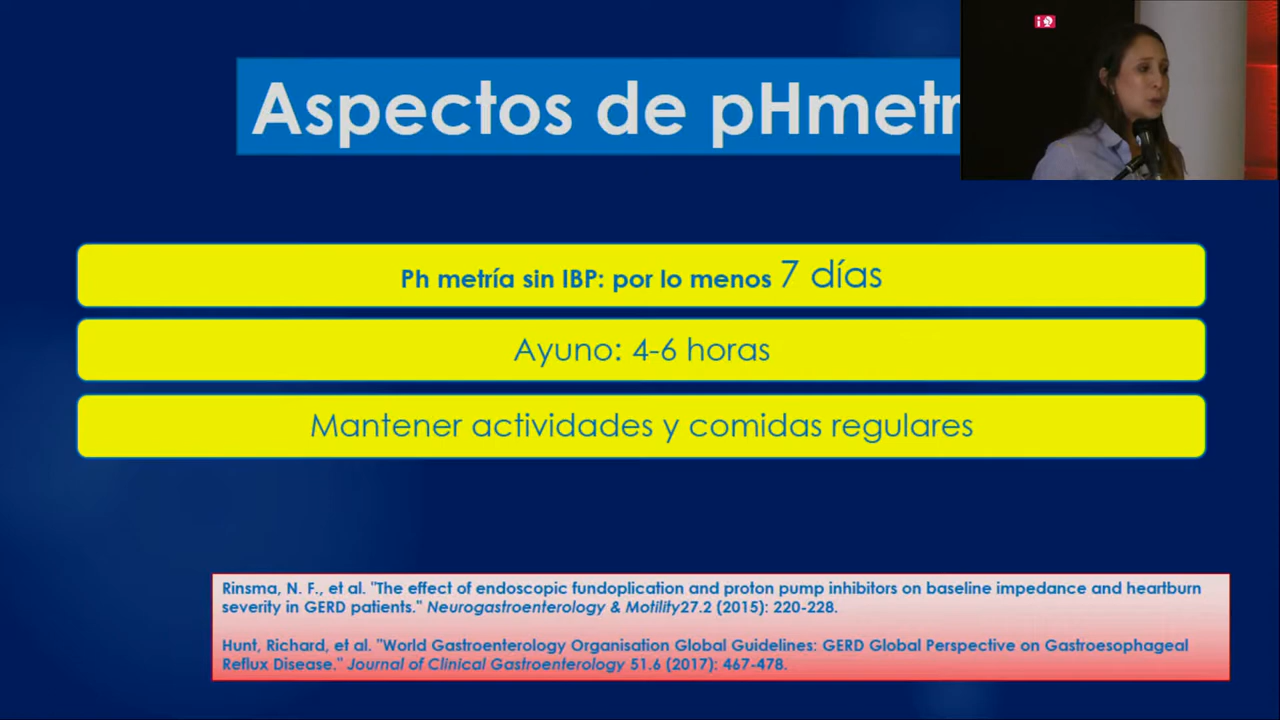 Aspectos de pHmetr
Ph metría sin IBP: por lo menos 7 días
Ayuno: 4-6 horas
Mantener actividades y comidas regulares
Rinsma, N. F., et al. "The effect of endoscopic fundoplication and proton pump inhibitors on baseline impedance and heartburn
severity in GERD patients." Neurogastroenterology & Motility27.2 (2015): 220-228.
Hunt, Richard, et al. "World Gastroenterology Organisation Global Guidelines: GERD Global Perspective on Gastroesophageal
Reflux Disease." Journal of Clinical Gastroenterology 51.6 (2017): 467-478.